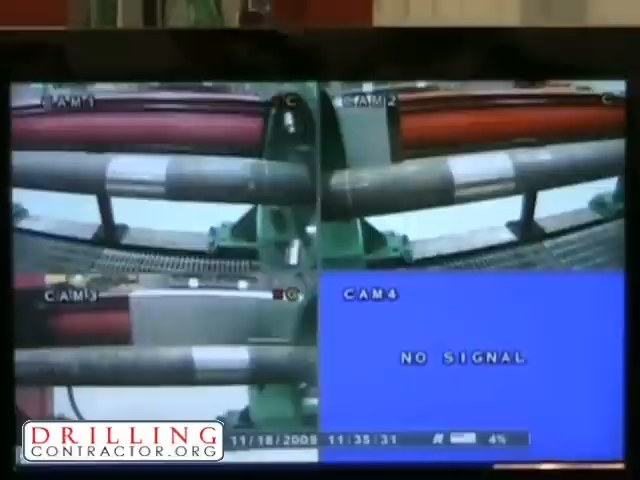 CAM1
C
CAM2
C
CAM3
C
CAM4
NO SIGNAL
11/18/2008 11:35:31
4%
DRILLING
CONTRACTOR.ORG